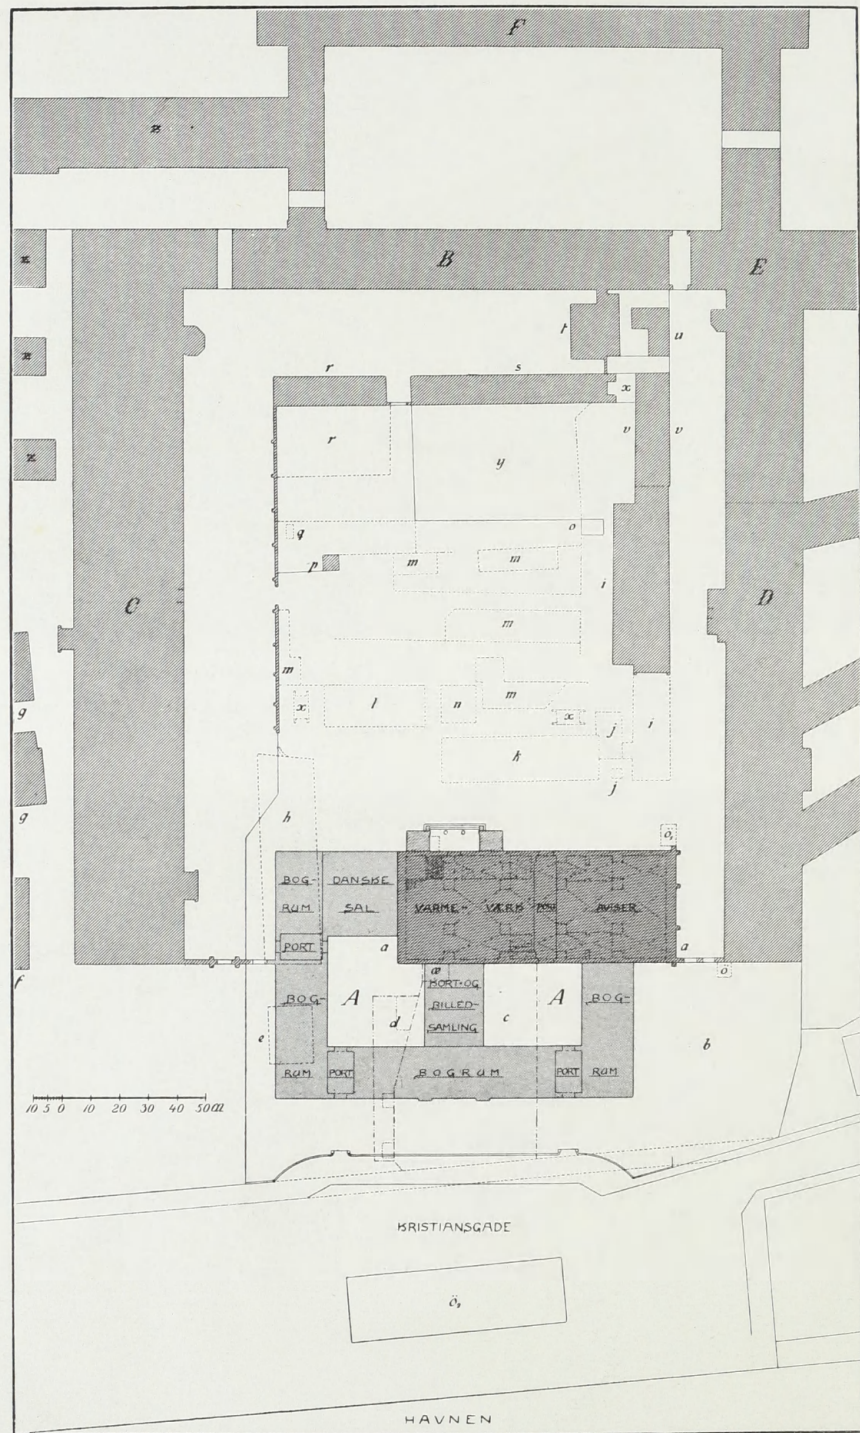 F
z
z
B
E
t
u
z
r
s
x
r
y
v
v
z
q
o
p
m
m
i
C
D
m
g
m
x
l
n
m
x
j
i
k
g
j
h
Ö,
BOG-
RUM
DANSKE
SAL
VARME-
VÆRK
POST
AVISER
PORT
a
a
f
æ
ö
BOG-
A
KORT-OG
BILLED-
SAMLING
A
BOG-
d
c
e
b
RUM
PORT
BOGRUM
PORT
RUM
10 5 0 10 20 30 40 50 al
KRISTIANSGADE
Ö,
HAVNEN